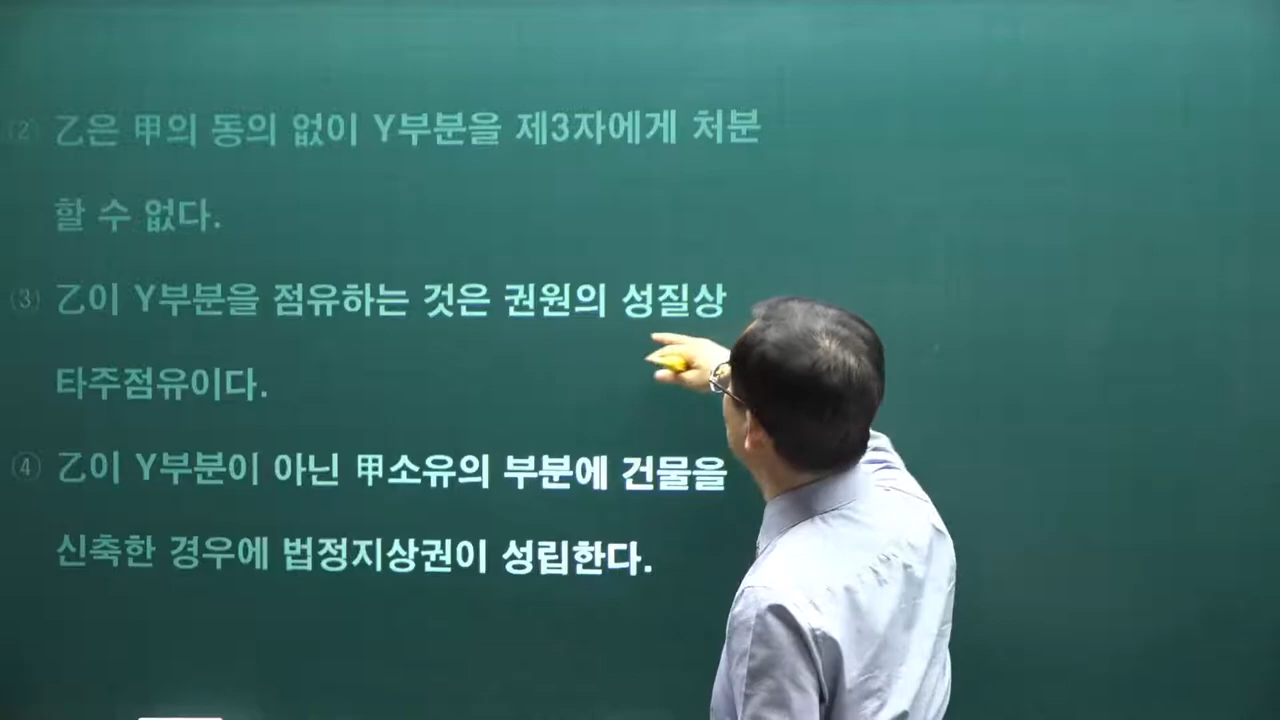 (2) 乙은 甲의 동의 없이 Y부분을 제3자에게 처분
할 수 없다.
(3) 乙이 Y부분을 점유하는 것은 권원의 성질상
타주점유이다.
④ 乙이 Y부분이 아닌 甲소유의 부분에 건물을
신축한 경우에 법정지상권이 성립한다.